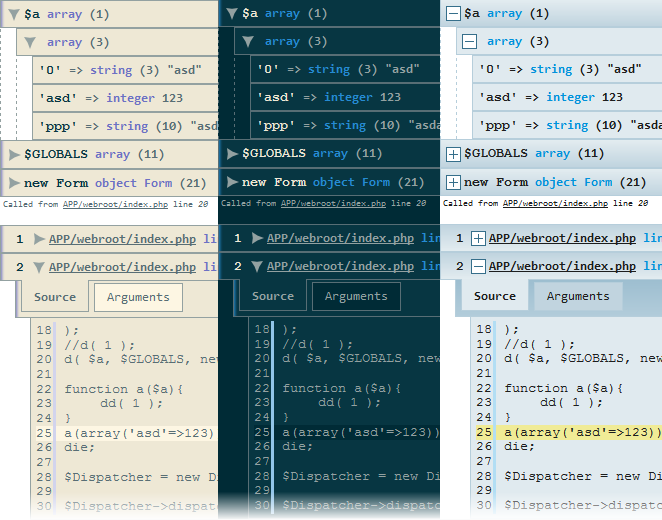 $a array (1)
array (3)
'0' => string (3) "asd"
'asd' => integer 123
'ppp' => string (10) "asd
$GLOBALS array (11)
new Form object Form (21)
Called from APP/webroot/index.php line 20
1 APP/webroot/index.php li
2 APP/webroot/index.php li
Source Arguments
18 );
19 //d( 1 );
20 d( $a, $GLOBALS, new
21
22 function a($a){
23 dd( 1 );
24 }
25 a(array('asd'=>123)
26 die;
27
28 $Dispatcher = new D
29
30 $Dispatcher->dispat
$a array (1)
array (3)
'0' => string (3) "asd"
'asd' => integer 123
'ppp' => string (10) "asda
$GLOBALS array (11)
new Form object Form (21)
Called from APP/webroot/index.php line 20
1 APP/webroot/index.php lin
2 APP/webroot/index.php lin
Source Arguments
18 );
19 //d( 1 );
20 d( $a, $GLOBALS, new
21
22 function a($a){
23 dd( 1 );
24 }
25 a(array('asd'=>123))
26 die;
27
28 $Dispatcher = new Di
29
30 $Dispatcher->dispatc
$a array (1)
array (3)
'0' => string (3) "asd"
'asd' => integer 123
'ppp' => string (10) "asda
$GLOBALS array (11)
new Form object Form (21)
Called from APP/webroot/index.php line 20
1 APP/webroot/index.php lin
2 APP/webroot/index.php lin
Source Arguments
18 );
19 //d( 1 );
20 d( $a, $GLOBALS, new
21
22 function a($a){
23 dd( 1 );
24 }
25 a(array('asd'=>123))
26 die;
27
28 $Dispatcher = new Di
29
30 $Dispatcher->dispatc